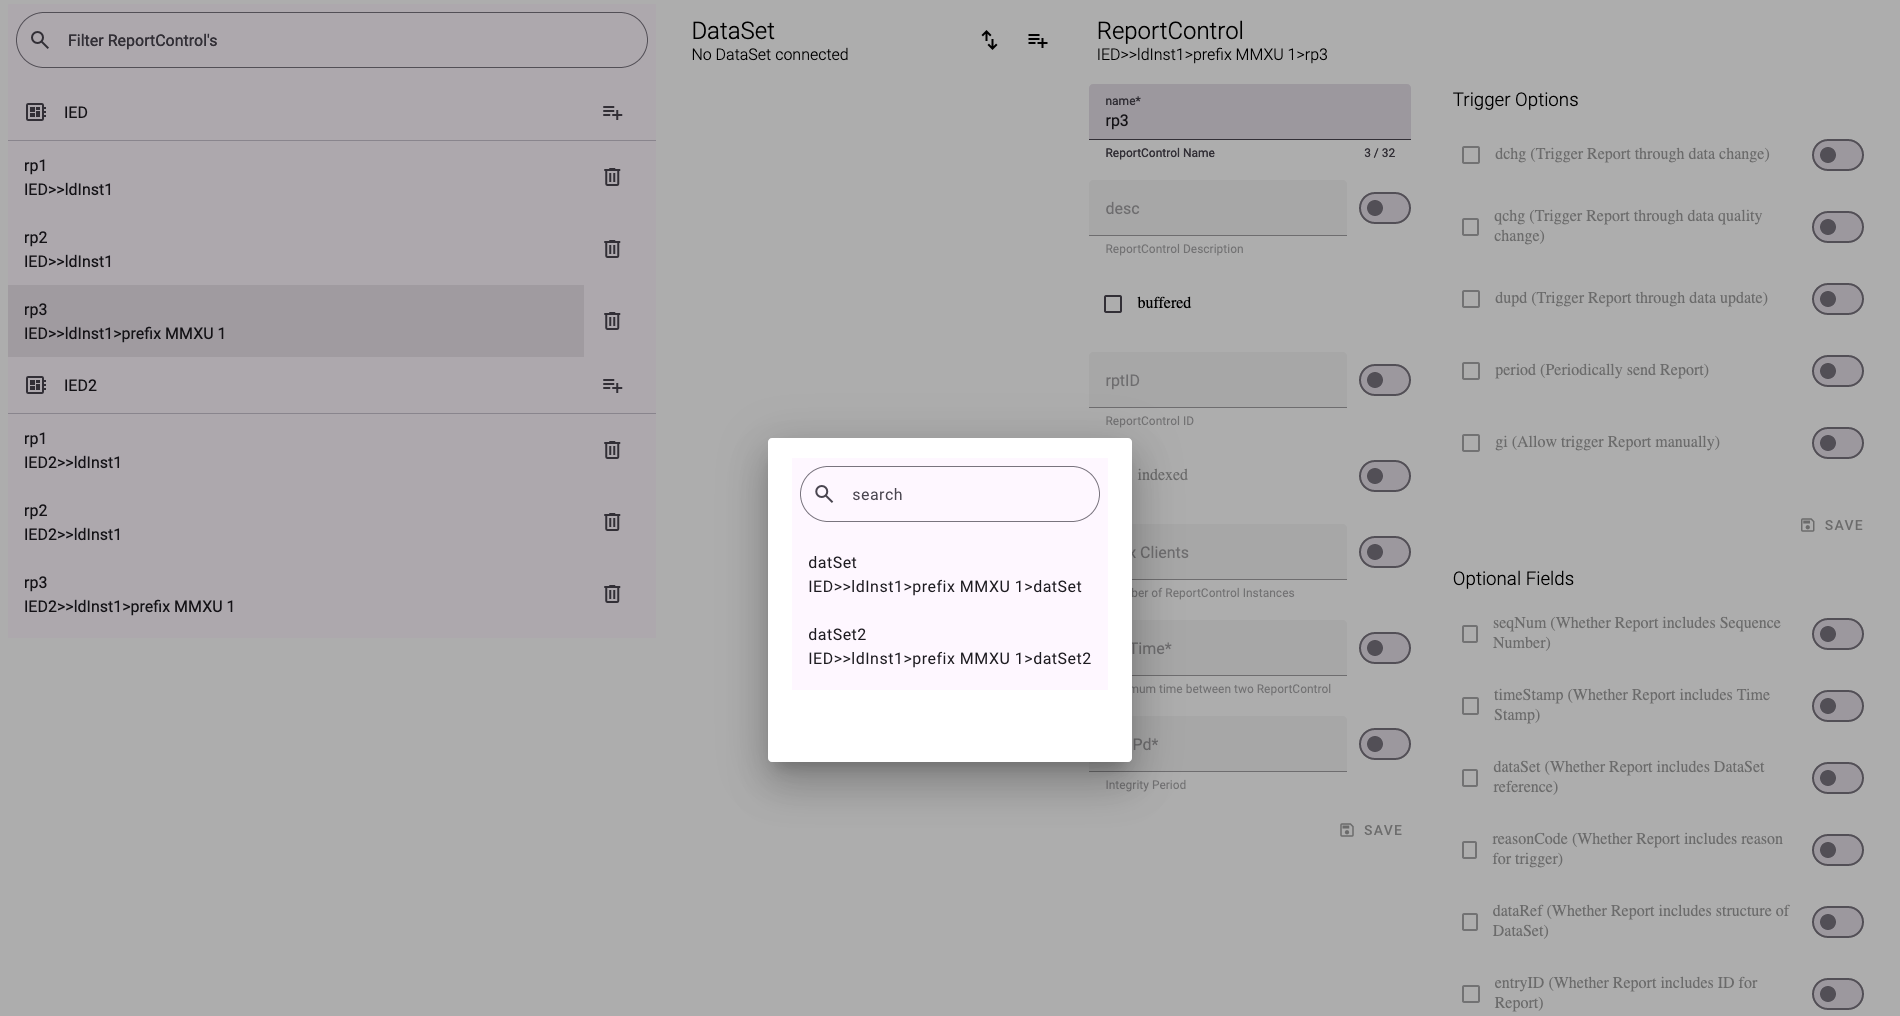 Filter ReportControl's
IED
rp1
IED>>ldInst1
rp2
IED>>ldInst1
rp3
IED>>ldInst1>prefix MMXU 1
IED2
rp1
IED2>>ldInst1
rp2
IED2>>ldInst1
rp3
IED2>>ldInst1>prefix MMXU 1
DataSet
No DataSet connected
search
datSet
IED>>ldInst1>prefix MMXU 1>datSet
datSet2
IED>>ldInst1>prefix MMXU 1>datSet2
ReportControl
IED>>ldInst1>prefix MMXU 1>rp3
name*
rp3
ReportControl Name 3 / 32
desc
ReportControl Description
buffered
rptID
ReportControl ID
indexed
Clients
of ReportControl Instances
Time*
time between two ReportControl
Pd*
Integrity Period
SAVE
Trigger Options
dchg (Trigger Report through data change)
qchg (Trigger Report through data quality
change)
dupd (Trigger Report through data update)
period (Periodically send Report)
gi (Allow trigger Report manually)
SAVE
Optional Fields
seqNum (Whether Report includes Sequence
Number)
timeStamp (Whether Report includes Time
Stamp)
dataSet (Whether Report includes DataSet
reference)
reasonCode (Whether Report includes reason
for trigger)
dataRef (Whether Report includes structure of
DataSet)
entryID (Whether Report includes ID for
Report)